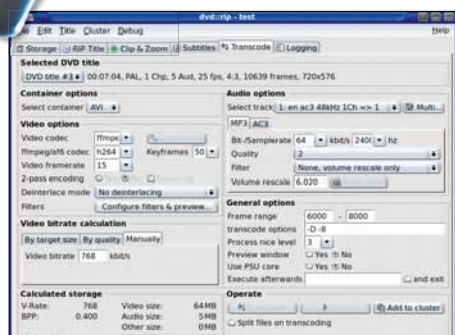 dvd::rip - test
File Edit Title Cluster Debug Help
Storage RIP Title Clip & Zoom Subtitles Transcode Logging
Selected DVD title
DVD title #3 00:07:04, PAL, 1 Chp, 5 Aud, 25 fps, 4:3, 10639 frames, 720x576
Container options
Select container AVI
Video options
Video codec ffmpe
ffmpeg/af6 codec h264 Keyframes 50
Video framerate 15
2-pass encoding
Deinterlace mode No deinterlacing
Filters Configure filters & preview...
Video bitrate calculation
By target size By quality Manually
Video bitrate 768 kbit/s
Calculated storage
V-Rate: 768 Video size: 64MB
BPP: 0.400 Audio size: 5MB
Other size: 0MB
Audio options
Select track 1: en ac3 48kHz 1Ch => 1 Multi...
MP3 AC3
Bit-/Samplerate 64 kbit/s 2400 hz
Quality 2
Filter None, volume rescale only
Volume rescale 6.020
General options
Frame range 6000 - 8000
transcode options -D -8
Process nice level 3
Preview window Yes No
Use PSU core Yes No
Execute afterwards and exit
Operate
Add to cluster
Split files on transcoding